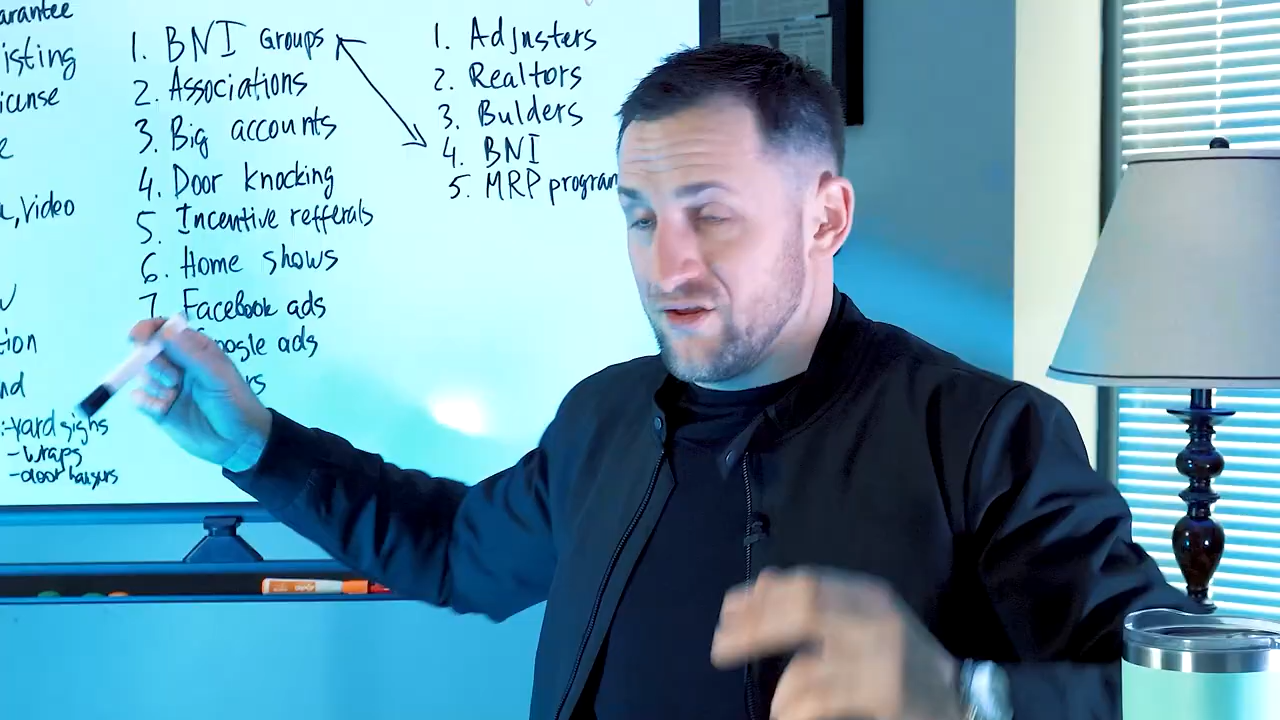 arantee
isting
icense
e
, Video
tion
nd
yard signs
- wraps
- door hangers
1. BNI Groups
2. Associations
3. Big accounts
4. Door knocking
5. Incentive refferals
6. Home shows
7. Facebook ads
oogle ads
rs
1. Adjusters
2. Realtors
3. Bulders
4. BNI
5. MRP program